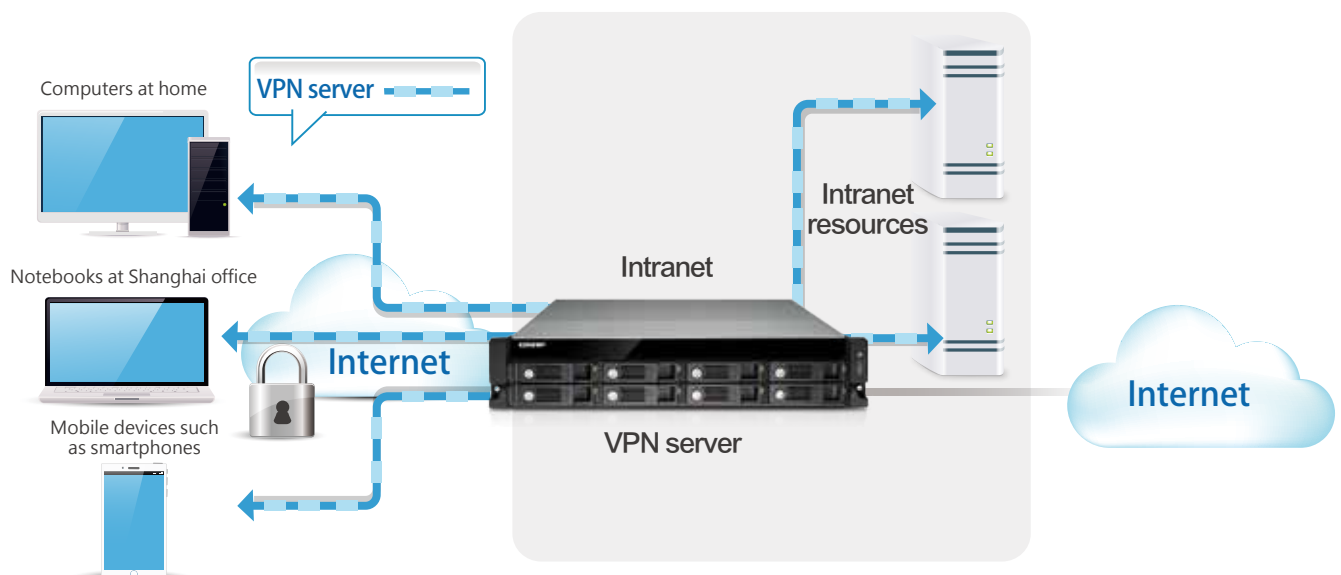 Computers at home
VPN server
Notebooks at Shanghai office
Internet
Mobile devices such
as smartphones
Intranet
Intranet
resources
VPN server
Internet